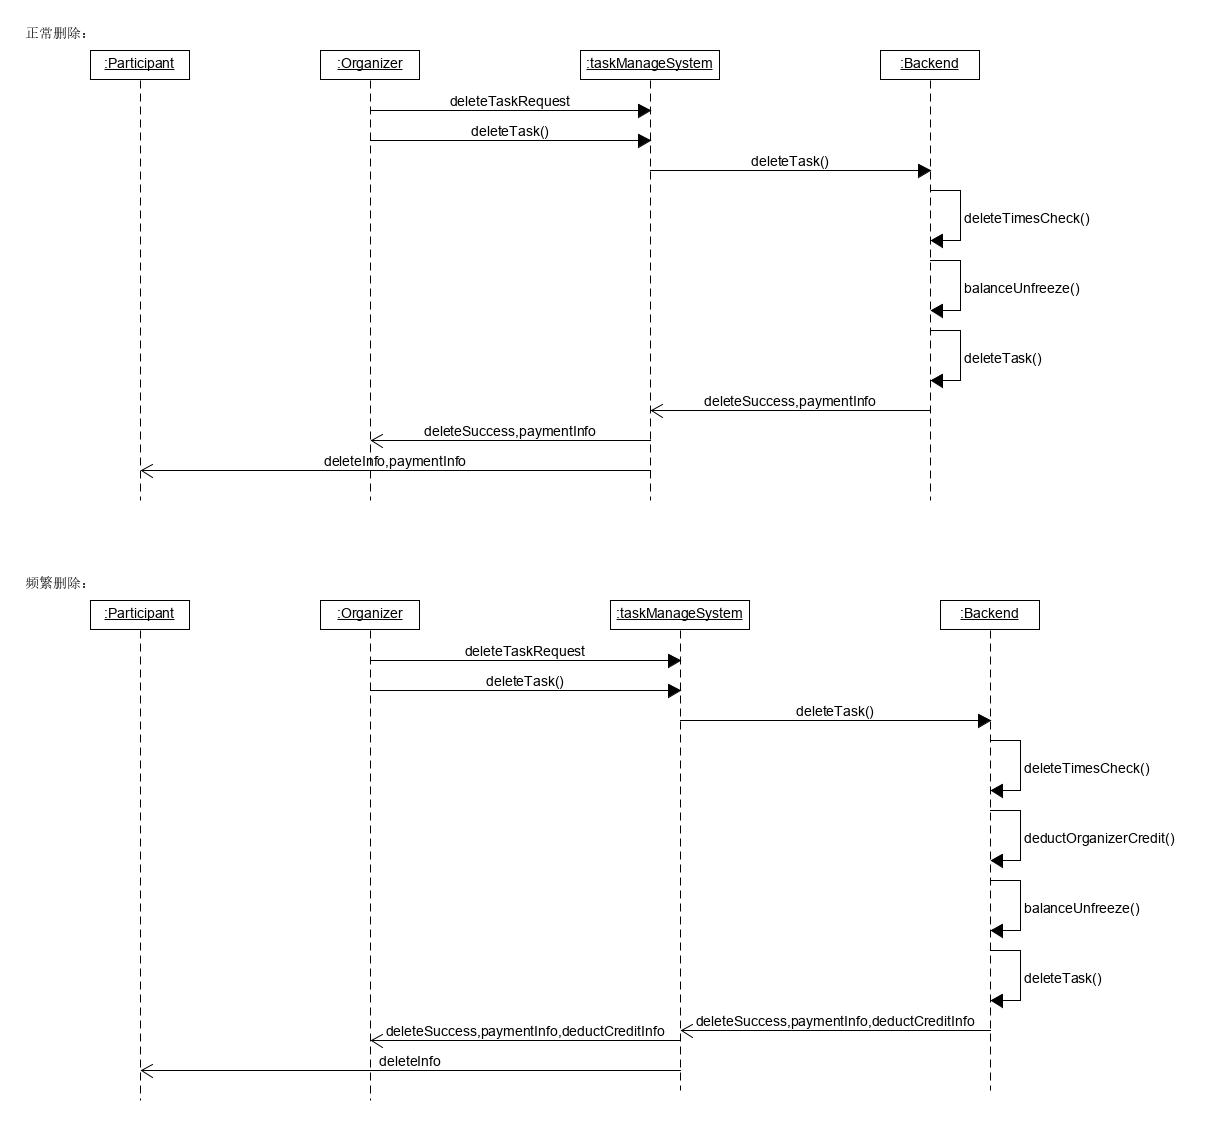 正常删除：
:Participant
:Organizer
:taskManageSystem
:Backend
deleteTaskRequest
deleteTask()
deleteTask()
deleteTimesCheck()
balanceUnfreeze()
deleteTask()
deleteSuccess,paymentInfo
deleteSuccess,paymentInfo
deleteInfo,paymentInfo
频繁删除：
:Participant
:Organizer
:taskManageSystem
:Backend
deleteTaskRequest
deleteTask()
deleteTask()
deleteTimesCheck()
deductOrganizerCredit()
balanceUnfreeze()
deleteTask()
deleteSuccess,paymentInfo,deductCreditInfo
deleteSuccess,paymentInfo,deductCreditInfo
deleteInfo